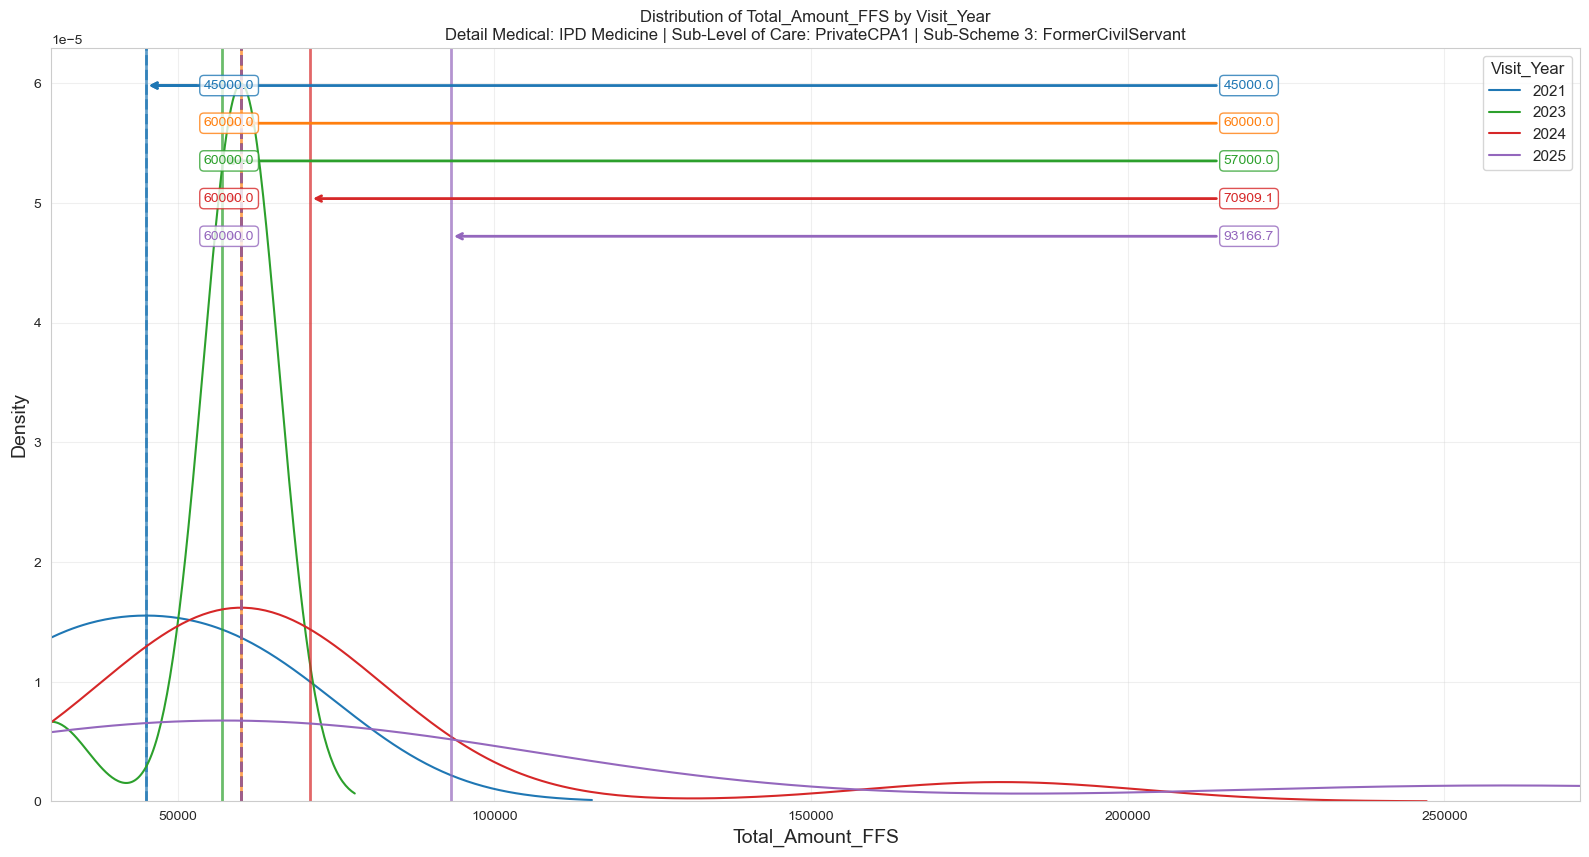 Distribution of Total_Amount_FFS by Visit_Year
Detail Medical: IPD Medicine | Sub-Level of Care: PrivateCPA1 | Sub-Scheme 3: FormerCivilServant
1e−5
6
5
4
3
2
1
0
Density
45000.0 45000.0
60000.0 60000.0
60000.0 57000.0
60000.0 70909.1
60000.0 93166.7
Visit_Year
2021
2023
2024
2025
50000 100000 150000 200000 250000
Total_Amount_FFS